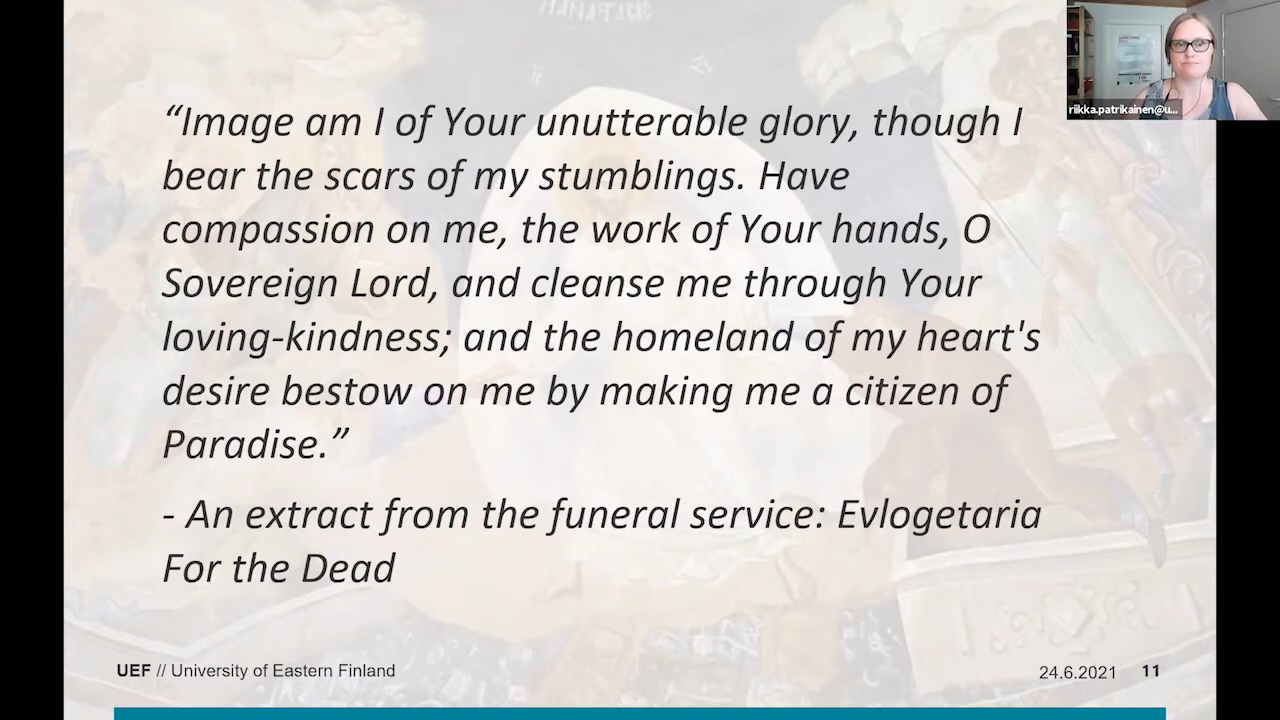 “Image am I of Your unutterable glory, though I
bear the scars of my stumblings. Have
compassion on me, the work of Your hands, O
Sovereign Lord, and cleanse me through Your
loving-kindness; and the homeland of my heart's
desire bestow on me by making me a citizen of
Paradise.”
- An extract from the funeral service: Evlogetaria
For the Dead
UEF // University of Eastern Finland
24.6.2021 11
riikka.patrikainen@u...